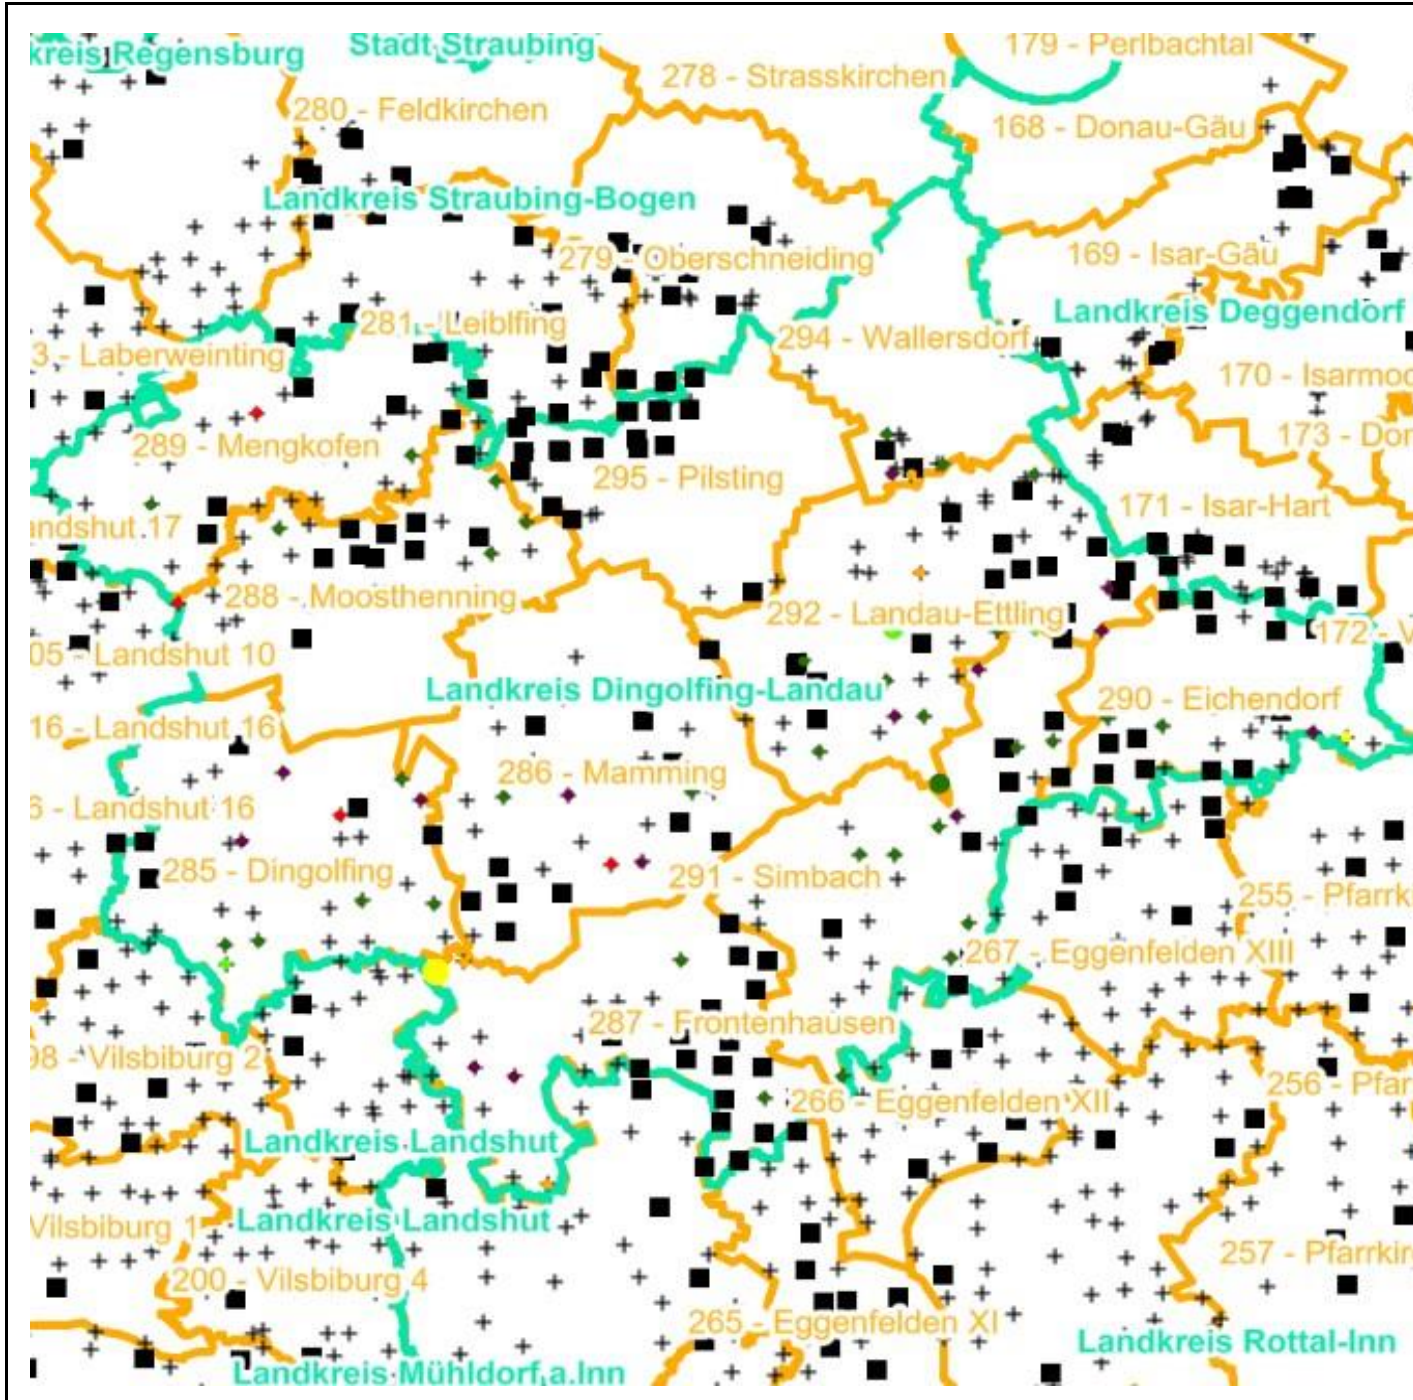 kreis Regensburg
Stadt Straubing
179 - Perlbachtal
278 - Strasskirchen
280 - Feldkirchen
168 - Donau-Gäu
Landkreis Straubing-Bogen
279 - Oberschneiding
169 - Isar-Gäu
Landkreis Deggendorf
281 - Leiblfing
294 - Wallersdorf
3 - Laberweinting
170 - Isarmoo
289 - Mengkofen
173 - Don
295 - Pilsting
171 - Isar-Hart
andshut 17
288 - Moosthenning
292 - Landau-Ettling
172 - V
05 - Landshut 10
Landkreis Dingolfing-Landau
290 - Eichendorf
16 - Landshut 16
286 - Mamming
6 - Landshut 16
285 - Dingolfing
291 - Simbach
255 - Pfarrk
267 - Eggenfelden XIII
287 - Frontenhausen
98 - Vilsbiburg 2
256 - Pfar
266 - Eggenfelden XII
Landkreis Landshut
Vilsbiburg 1
Landkreis Landshut
257 - Pfarrkir
200 - Vilsbiburg 4
265 - Eggenfelden XI
Landkreis Rottal-Inn
Landkreis Mühldorf a.Inn